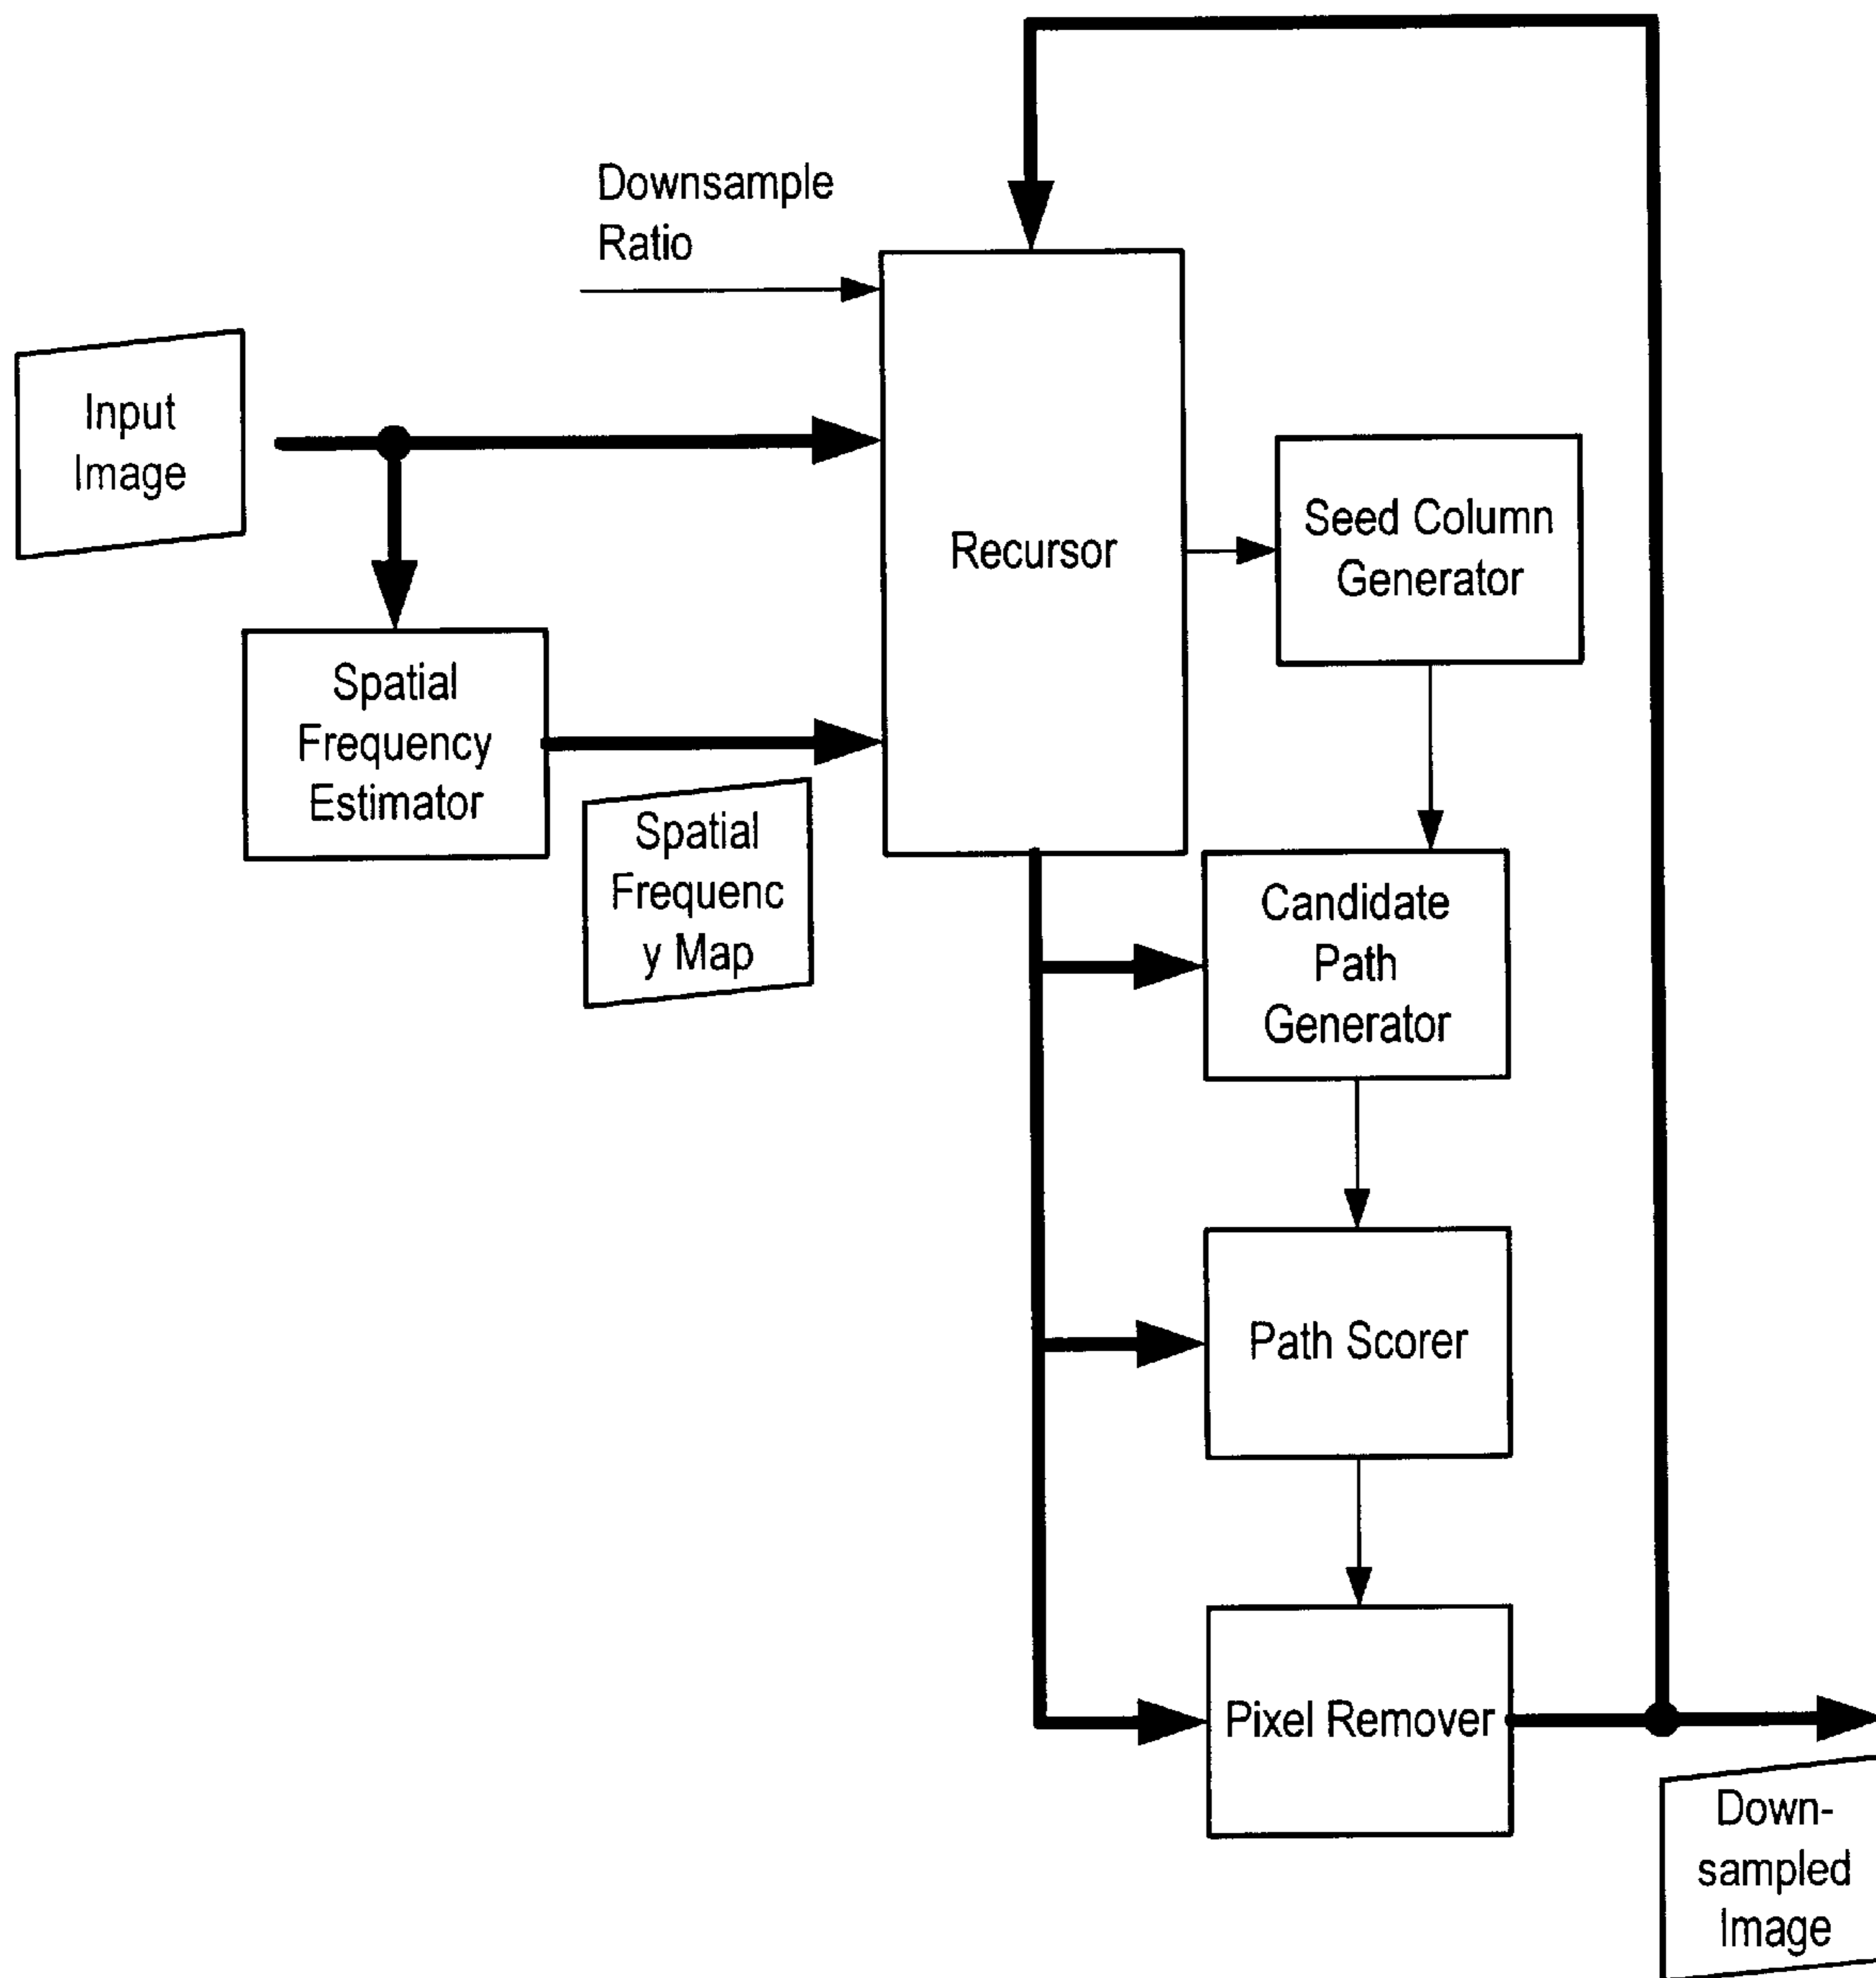 Downsample
Ratio
Input
Image
Recursor
Seed Column
Generator
Spatial
Frequency
Estimator
Spatial
Frequenc
y Map
Candidate
Path
Generator
Path Scorer
Pixel Remover
Down-
sampled
Image